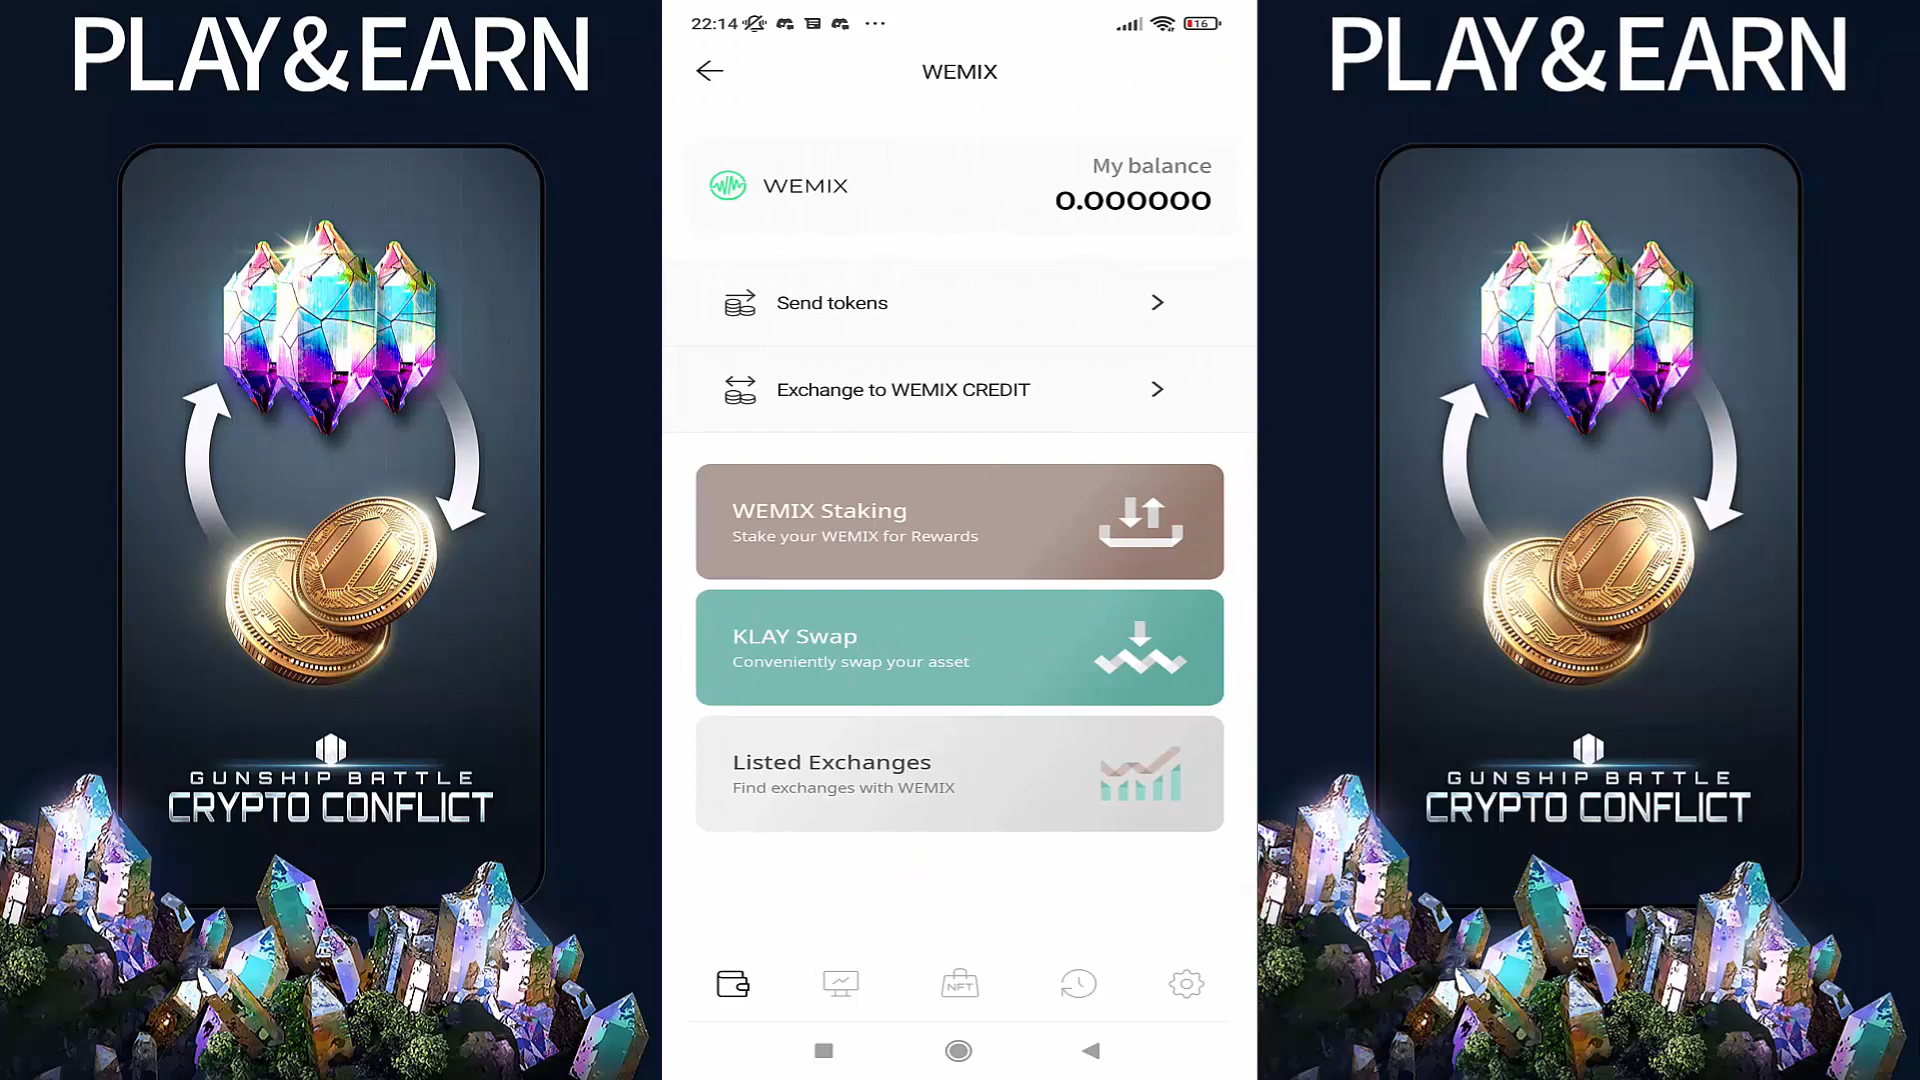 PLAY&EARN
GUNSHIP BATTLE
CRYPTO CONFLICT
22:14
16
WEMIX
WEMIX
My balance
0.000000
Send tokens
Exchange to WEMIX CREDIT
WEMIX Staking
Stake your WEMIX for Rewards
KLAY Swap
Conveniently swap your asset
Listed Exchanges
Find exchanges with WEMIX
NFT
PLAY&EARN
GUNSHIP BATTLE
CRYPTO CONFLICT